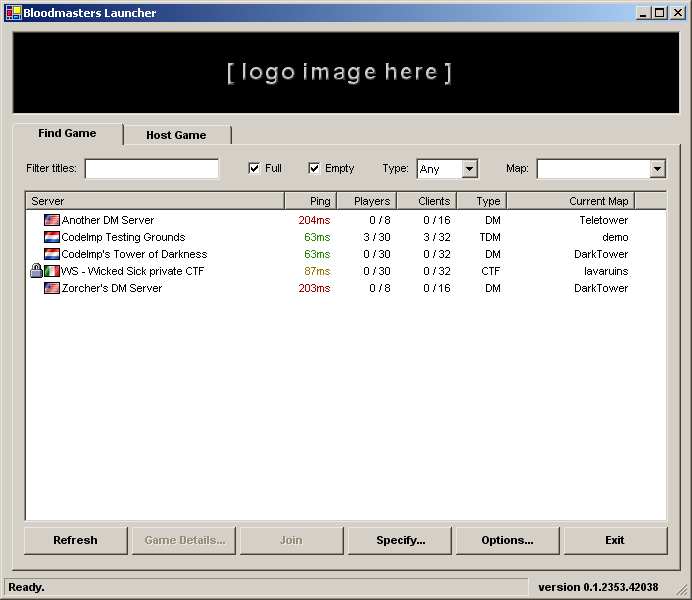 Bloodmasters Launcher
[ logo image here ]
Find Game Host Game
Filter titles: Full Empty Type: Any Map:
Server Ping Players Clients Type Current Map
Another DM Server 204ms 0 / 8 0 / 16 DM Teletower
CodeImp Testing Grounds 63ms 3 / 30 3 / 32 TDM demo
CodeImp's Tower of Darkness 63ms 0 / 30 0 / 32 DM DarkTower
WS - Wicked Sick private CTF 87ms 0 / 30 0 / 32 CTF lavaruins
Zorcher's DM Server 203ms 0 / 8 0 / 16 DM DarkTower
Refresh Game Details... Join Specify... Options... Exit
Ready. version 0.1.2353.42038